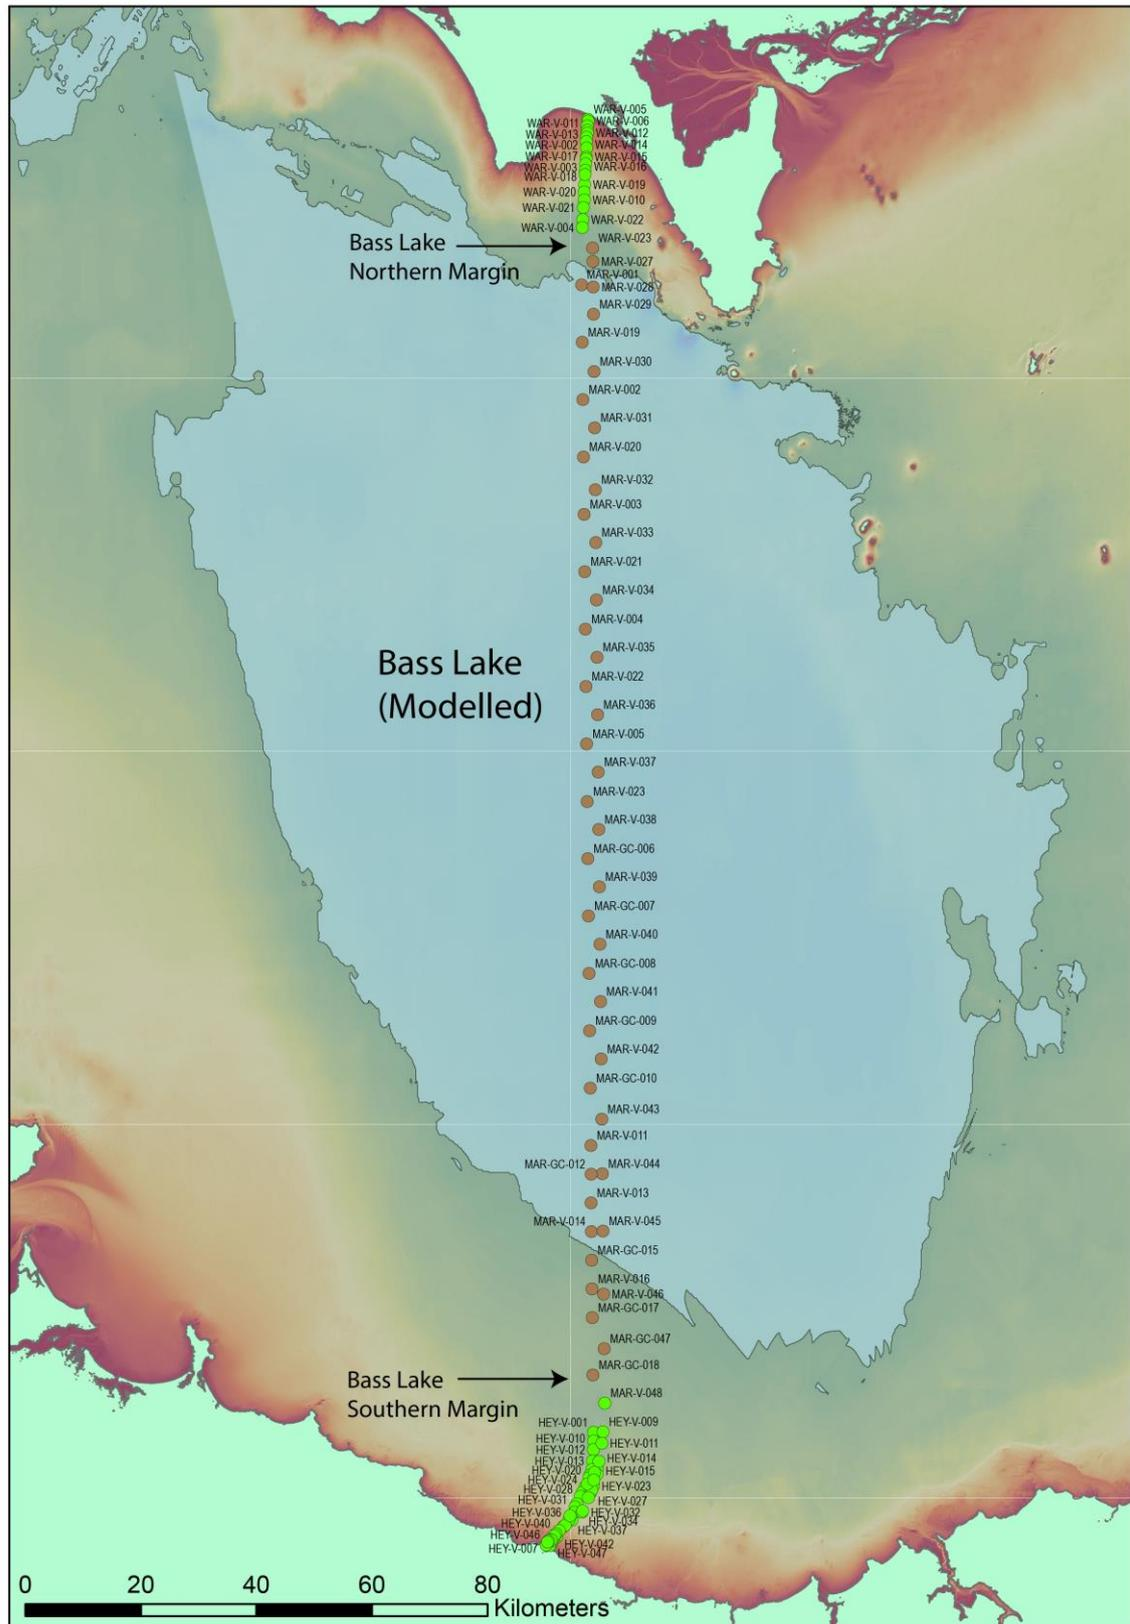 WAR-V-005
WAR-V-011
WAR-V-006
WAR-V-013
WAR-V-012
WAR-V-002
WAR-V-014
WAR-V-017
WAR-V-015
WAR-V-003
WAR-V-016
WAR-V-018
WAR-V-019
WAR-V-020
WAR-V-010
WAR-V-021
WAR-V-022
WAR-V-004
Bass Lake
Northern Margin
WAR-V-023
MAR-V-027
MAR-V-001
MAR-V-028
MAR-V-029
MAR-V-019
MAR-V-030
MAR-V-002
MAR-V-031
MAR-V-020
MAR-V-032
MAR-V-003
MAR-V-033
MAR-V-021
MAR-V-034
MAR-V-004
MAR-V-035
Bass Lake
(Modelled)
MAR-V-022
MAR-V-036
MAR-V-005
MAR-V-037
MAR-V-023
MAR-V-038
MAR-GC-006
MAR-V-039
MAR-GC-007
MAR-V-040
MAR-GC-008
MAR-V-041
MAR-GC-009
MAR-V-042
MAR-GC-010
MAR-V-043
MAR-V-011
MAR-GC-012
MAR-V-044
MAR-V-013
MAR-V-014
MAR-V-045
MAR-GC-015
MAR-V-016
MAR-V-046
MAR-GC-017
MAR-GC-047
MAR-GC-018
Bass Lake
Southern Margin
MAR-V-048
HEY-V-001
HEY-V-009
HEY-V-010
HEY-V-011
HEY-V-012
HEY-V-013
HEY-V-014
HEY-V-020
HEY-V-015
HEY-V-024
HEY-V-023
HEY-V-028
HEY-V-031
HEY-V-027
HEY-V-036
HEY-V-032
HEY-V-040
HEY-V-034
HEY-V-046
HEY-V-037
HEY-V-007
HEY-V-042
HEY-V-047
0 20 40 60 80
Kilometers